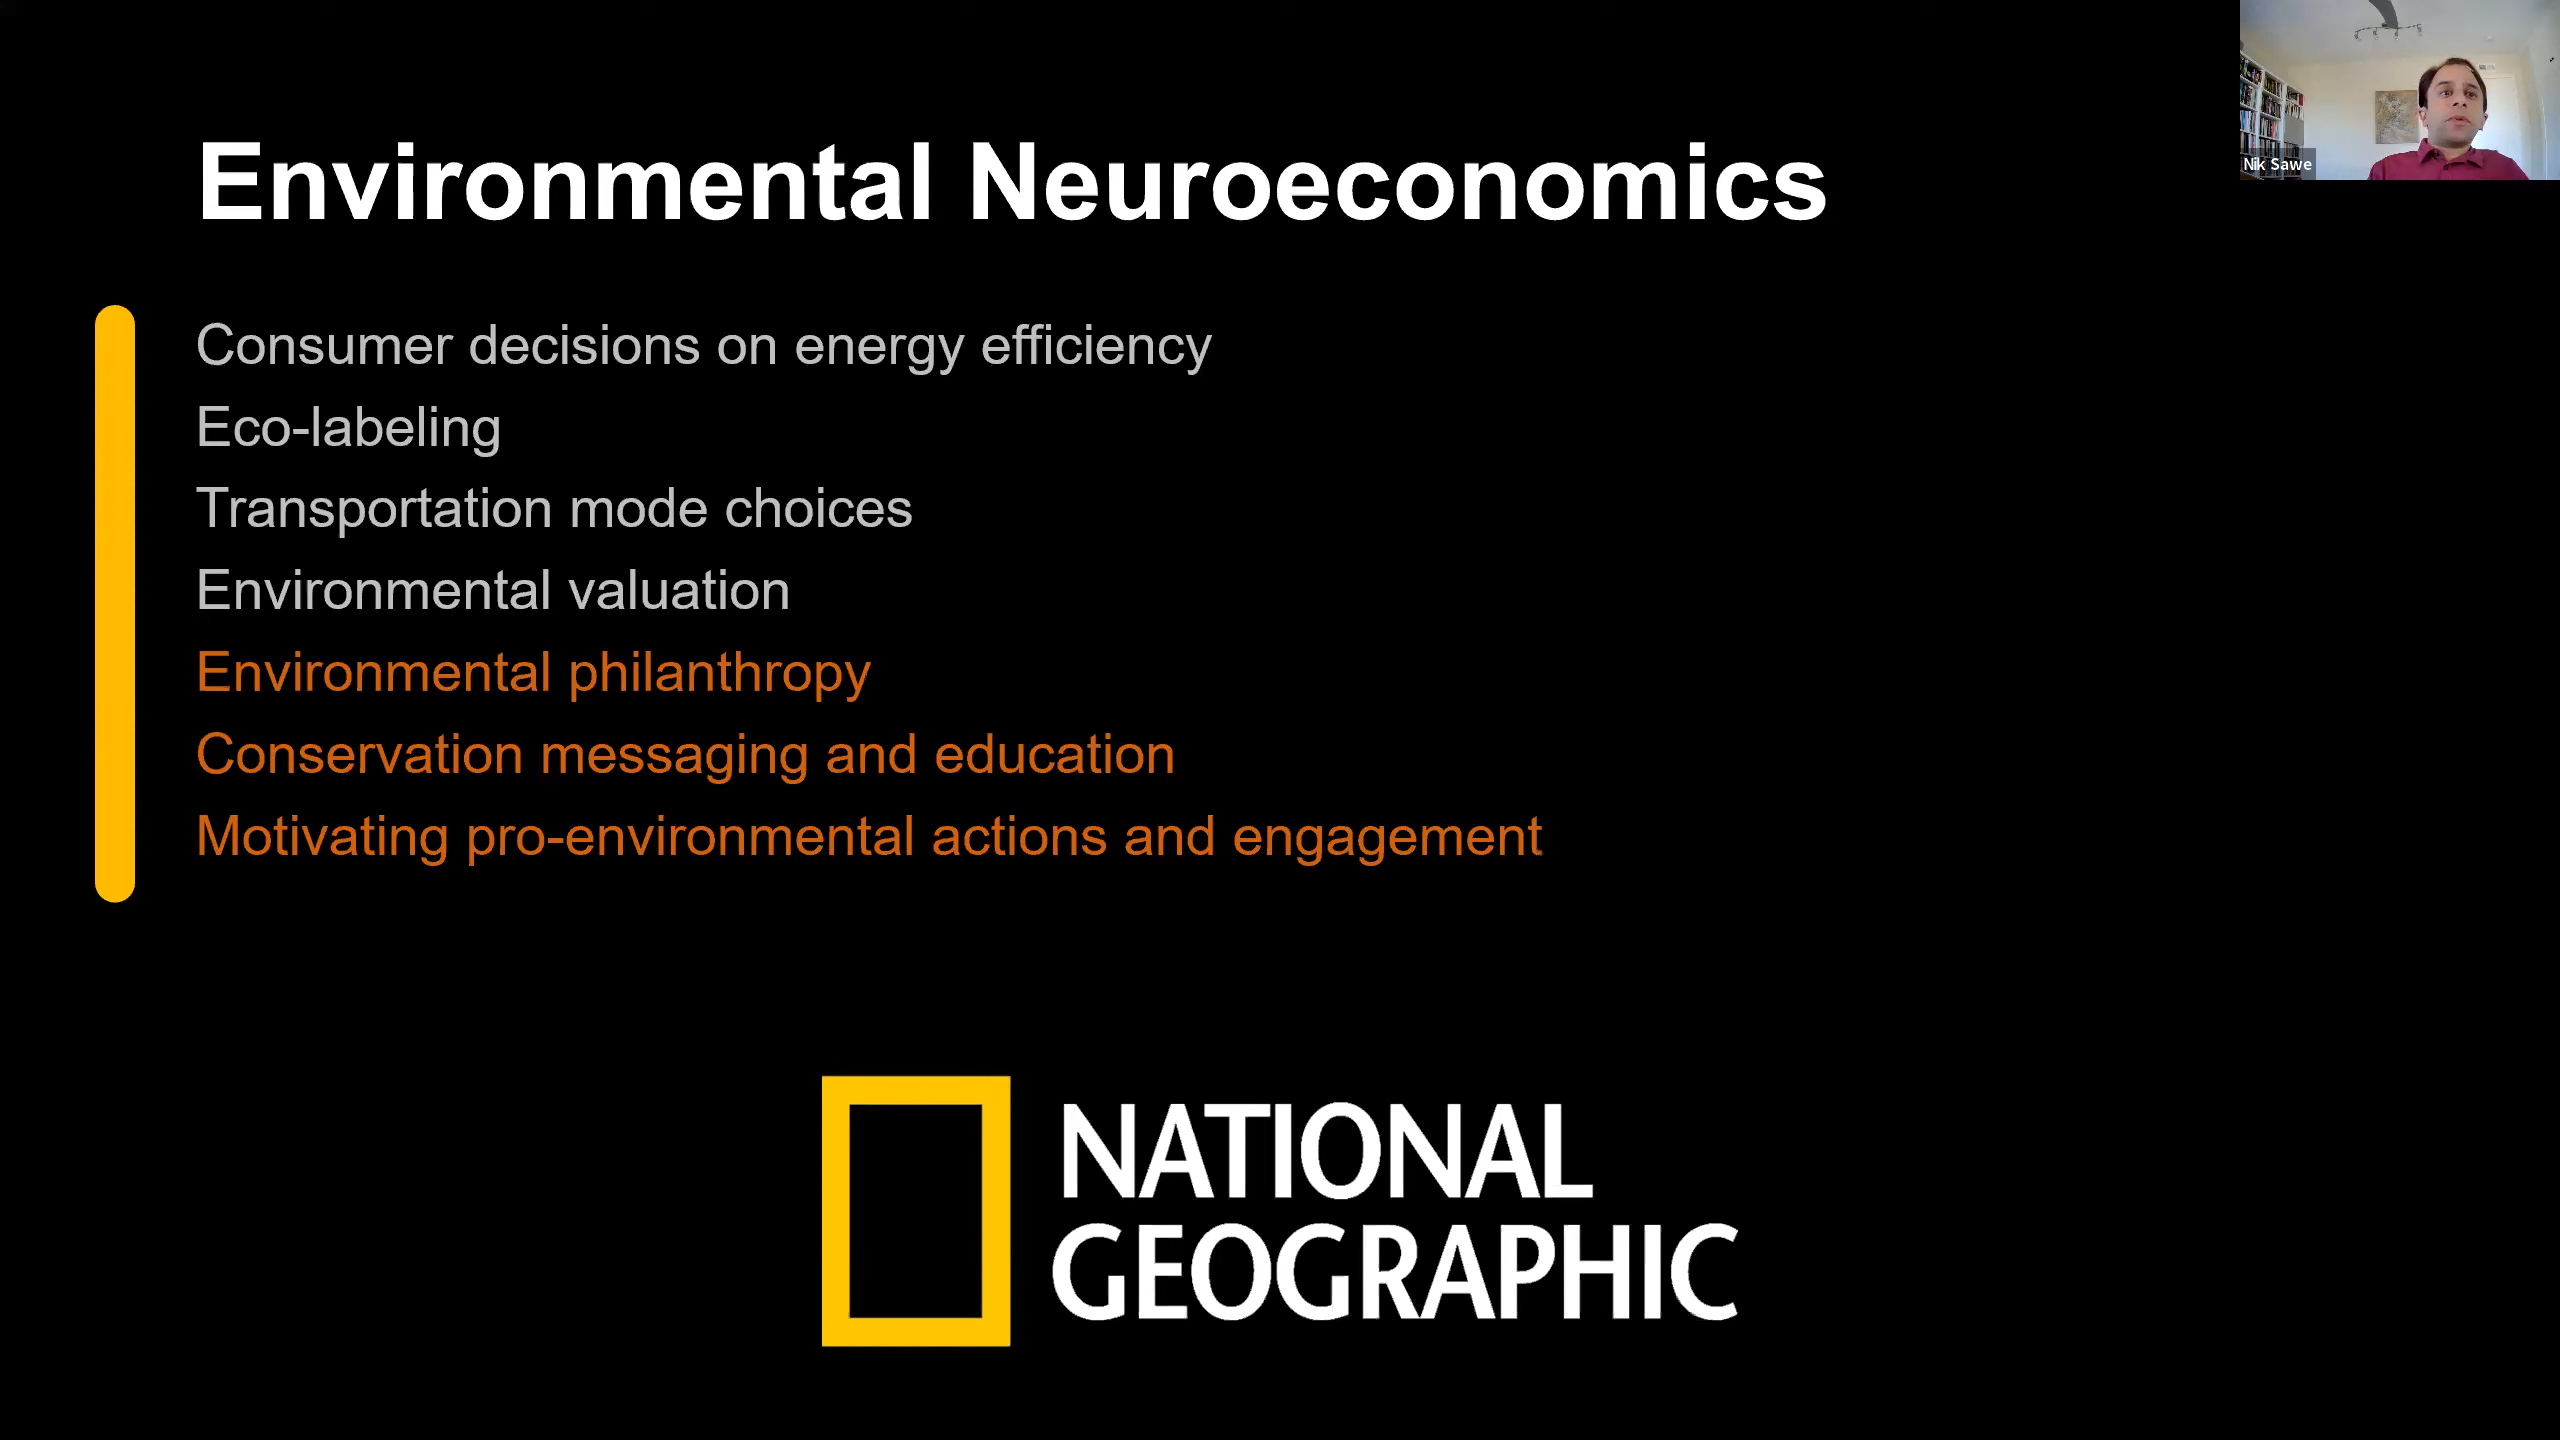 Environmental Neuroeconomics
Nik Sawe
Consumer decisions on energy efficiency
Eco-labeling
Transportation mode choices
Environmental valuation
Environmental philanthropy
Conservation messaging and education
Motivating pro-environmental actions and engagement
NATIONAL
GEOGRAPHIC